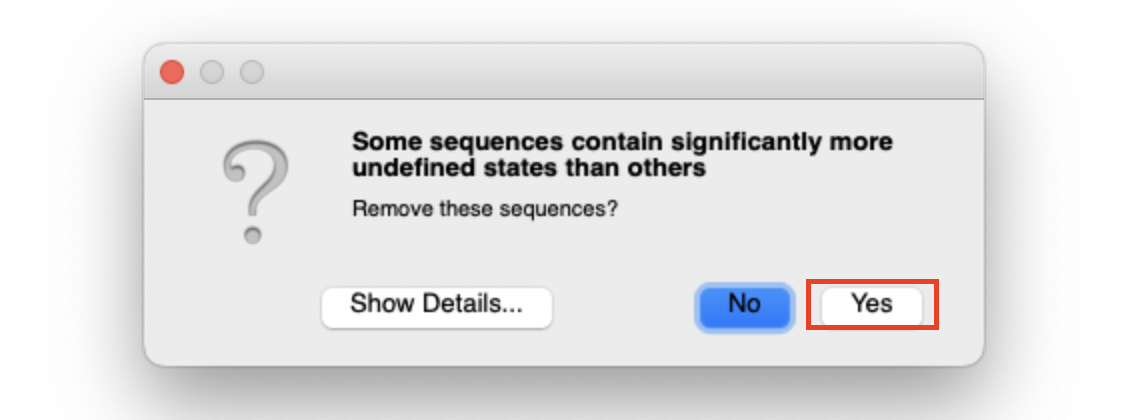 Some sequences contain significantly more
undefined states than others
Remove these sequences?
Show Details...
No
Yes